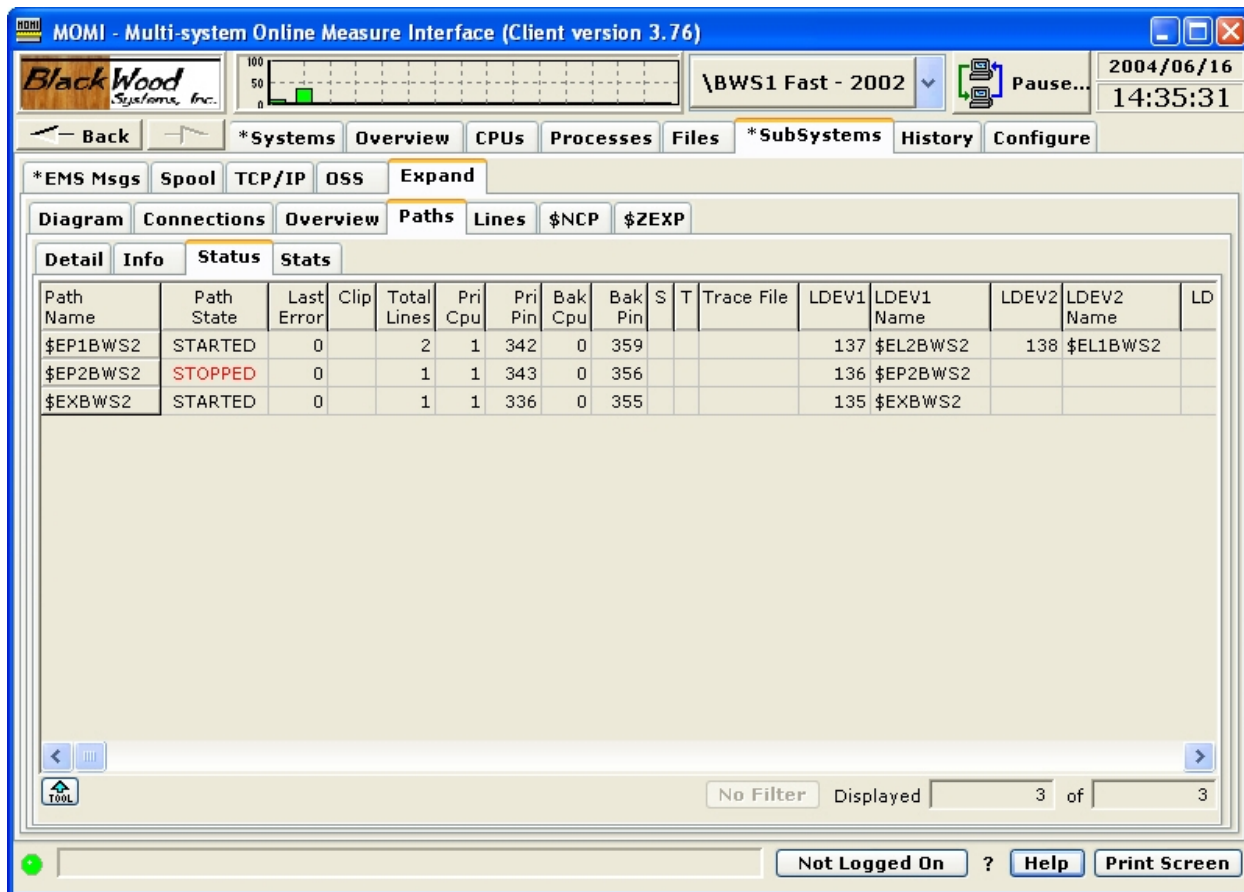 MOMI
MOMI - Multi-system Online Measure Interface (Client version 3.76)
BlackWood Systems, Inc.
100
50
0
\BWS1 Fast - 2002
Pause...
2004/06/16
14:35:31
Back
*Systems Overview CPUs Processes Files *SubSystems History Configure
*EMS Msgs Spool TCP/IP OSS Expand
Diagram Connections Overview Paths Lines $NCP $ZEXP
Detail Info Status Stats
Path Name Path State Last Error Clip Total Lines Pri Cpu Pri Pin Bak Cpu Bak Pin S T Trace File LDEV1 LDEV1 Name LDEV2 LDEV2 Name LD
$EP1BWS2 STARTED 0 2 1 342 0 359 137 $EL2BWS2 138 $EL1BWS2
$EP2BWS2 STOPPED 0 1 1 343 0 356 136 $EP2BWS2
$EXBWS2 STARTED 0 1 1 336 0 355 135 $EXBWS2
TOOL
No Filter Displayed 3 of 3
Not Logged On ? Help Print Screen